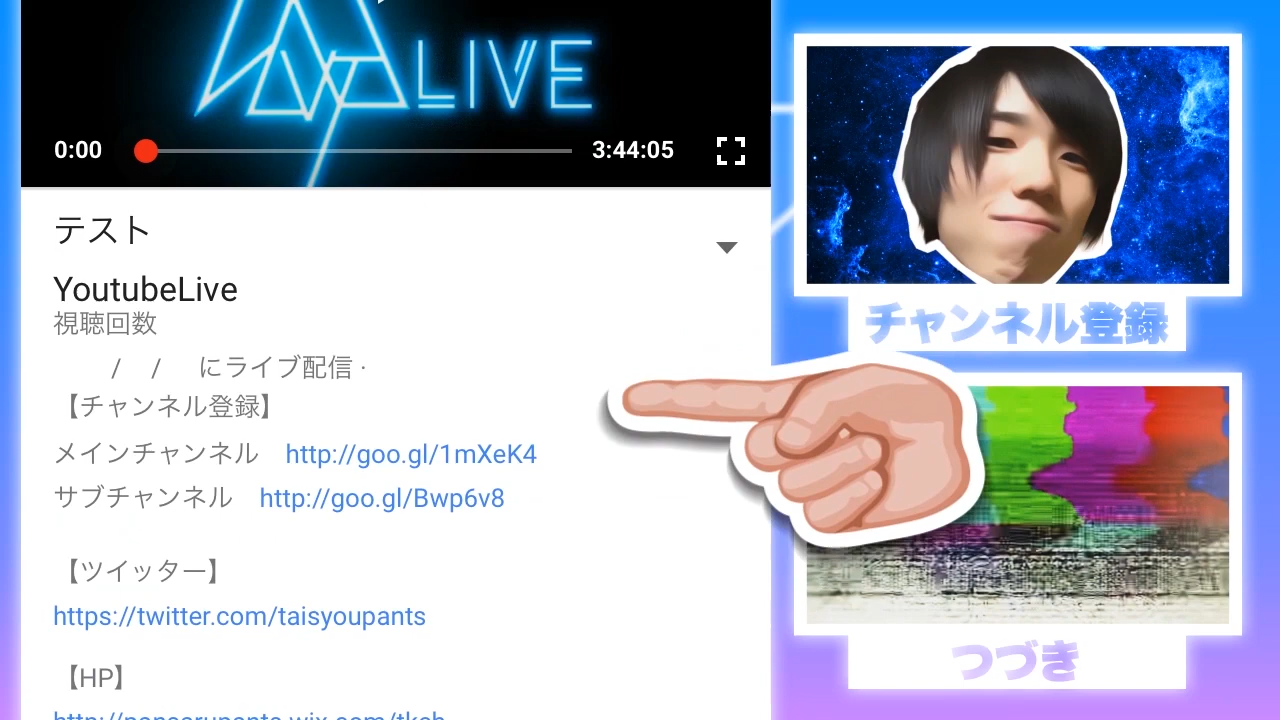 LIVE
0:00
3:44:05
テスト
YoutubeLive
視聴回数
/ / にライブ配信・
【チャンネル登録】
メインチャンネル http://goo.gl/1mXeK4
サブチャンネル http://goo.gl/Bwp6v8
【ツイッター】
https://twitter.com/taisyoupants
【HP】
チャンネル登録
つづき